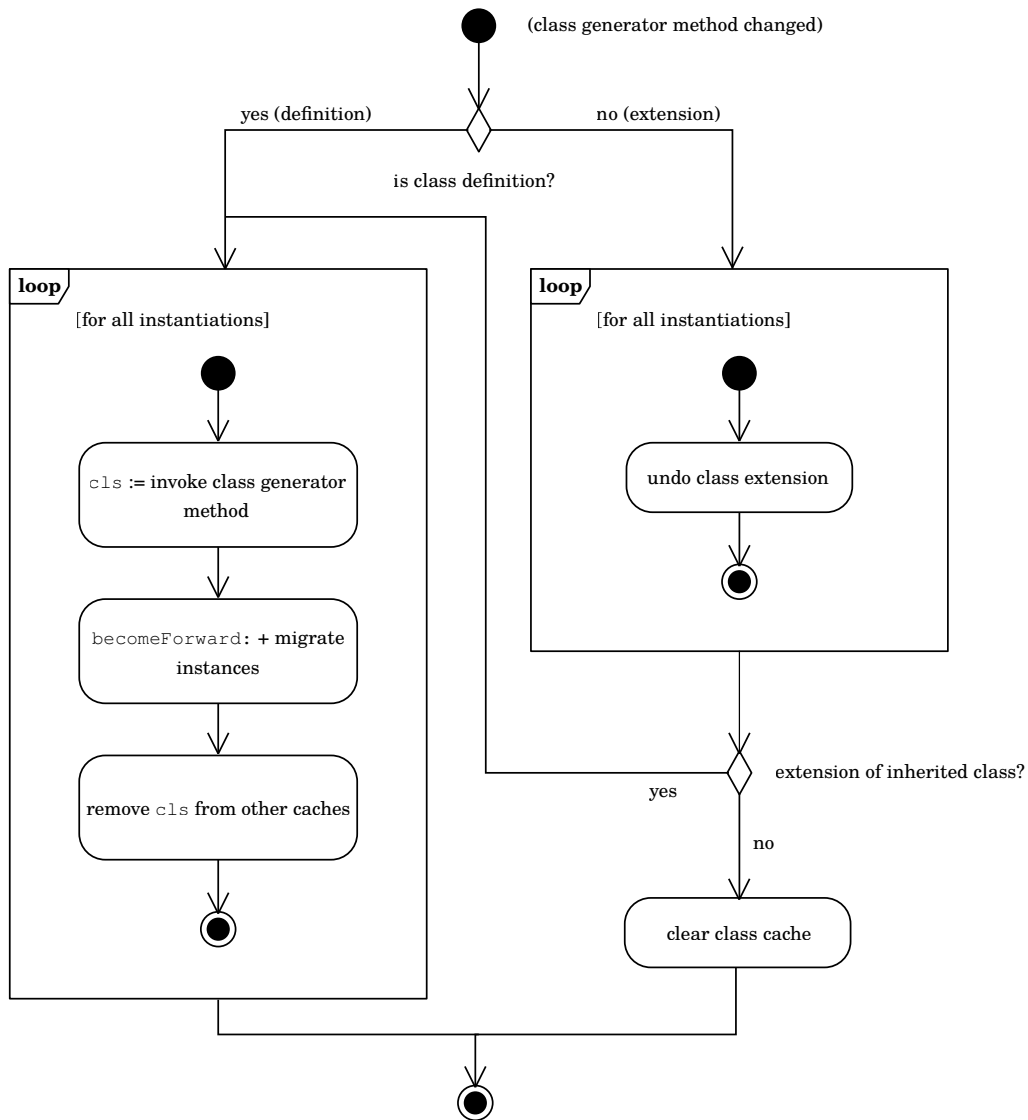 (class generator method changed)
yes (definition)
no (extension)
is class definition?
loop
[for all instantiations]
cls := invoke class generator
method
becomeForward: + migrate
instances
remove cls from other caches
loop
[for all instantiations]
undo class extension
extension of inherited class?
yes
no
clear class cache